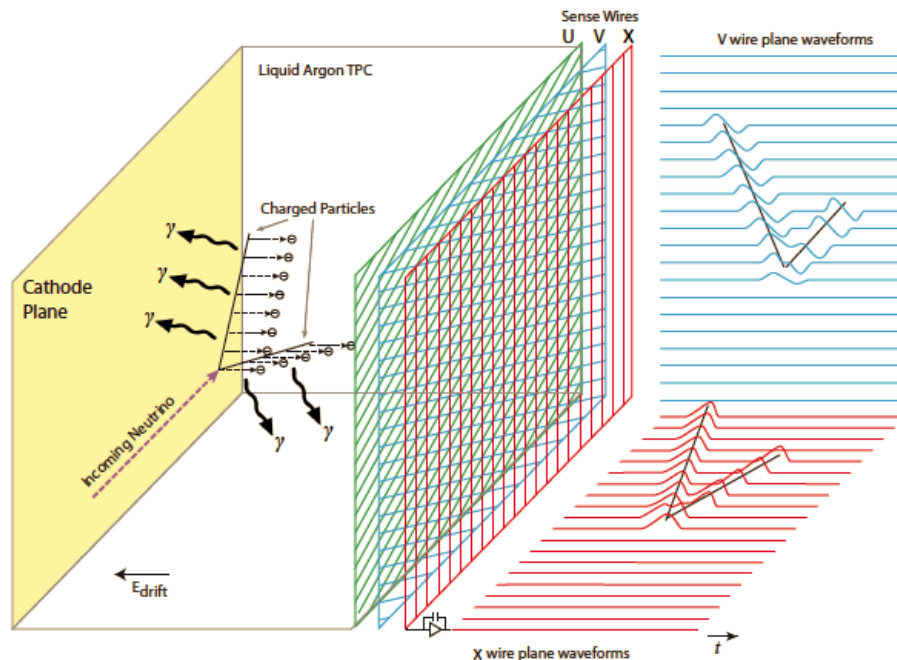 Sense Wires
U V X
V wire plane waveforms
Liquid Argon TPC
Charged Particles
γ
γ
Cathode
Plane
γ
γ
γ
Incoming Neutrino
Edrift
t
X wire plane waveforms